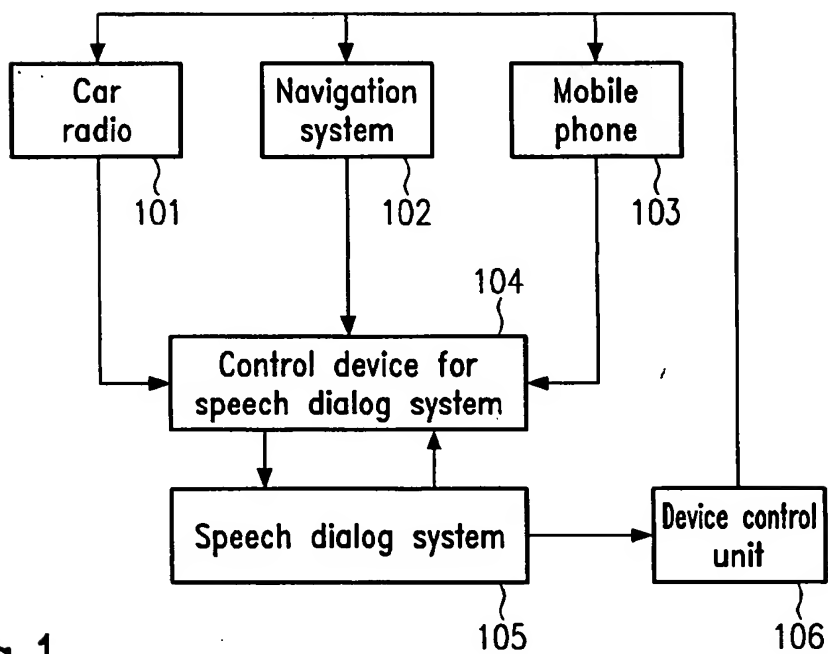 Car
radio
101
Navigation
system
102
Mobile
phone
103
104
Control device for
speech dialog system
Speech dialog system
105
Device control
unit
106
1